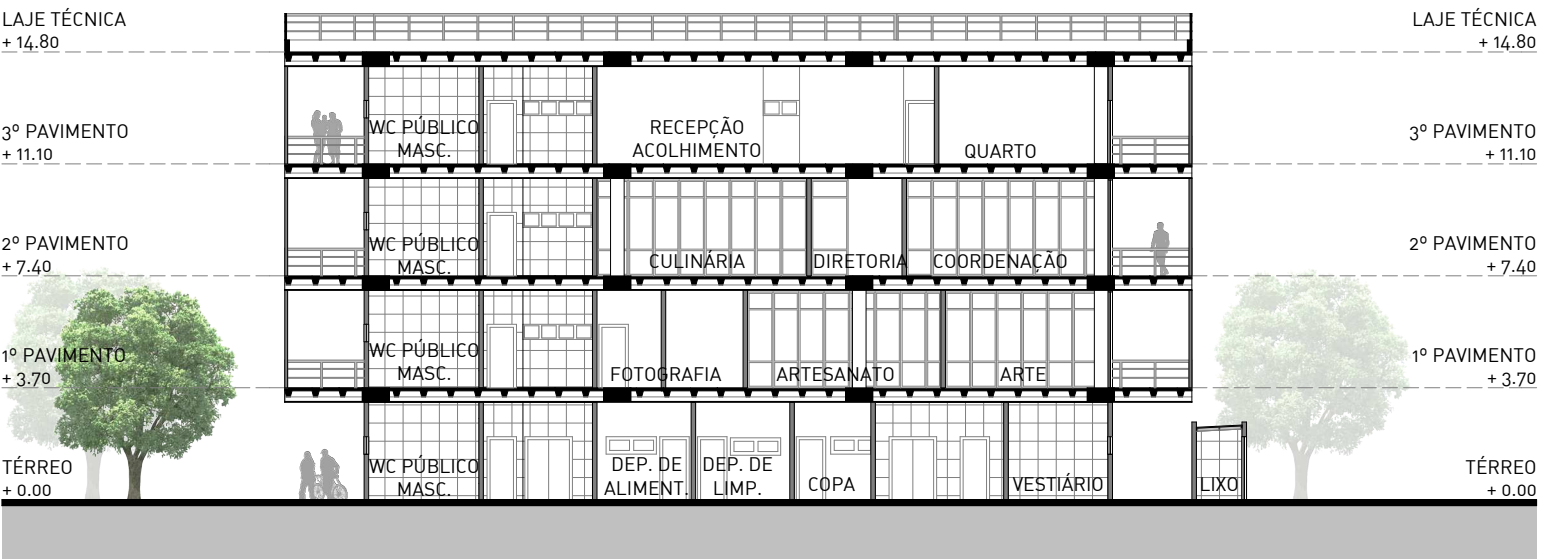 LAJE TÉCNICA
+ 14.80
LAJE TÉCNICA
+ 14.80
3º PAVIMENTO
+ 11.10
WC PÚBLICO
MASC.
RECEPÇÃO
ACOLHIMENTO
QUARTO
3º PAVIMENTO
+ 11.10
2º PAVIMENTO
+ 7.40
WC PÚBLICO
MASC.
CULINÁRIA
DIRETORIA
COORDENAÇÃO
2º PAVIMENTO
+ 7.40
1º PAVIMENTO
+ 3.70
WC PÚBLICO
MASC.
FOTOGRAFIA
ARTESANATO
ARTE
1º PAVIMENTO
+ 3.70
TÉRREO
+ 0.00
WC PÚBLICO
MASC.
DEP. DE
ALIMENT.
DEP. DE
LIMP.
COPA
VESTIÁRIO
LIXO
TÉRREO
+ 0.00